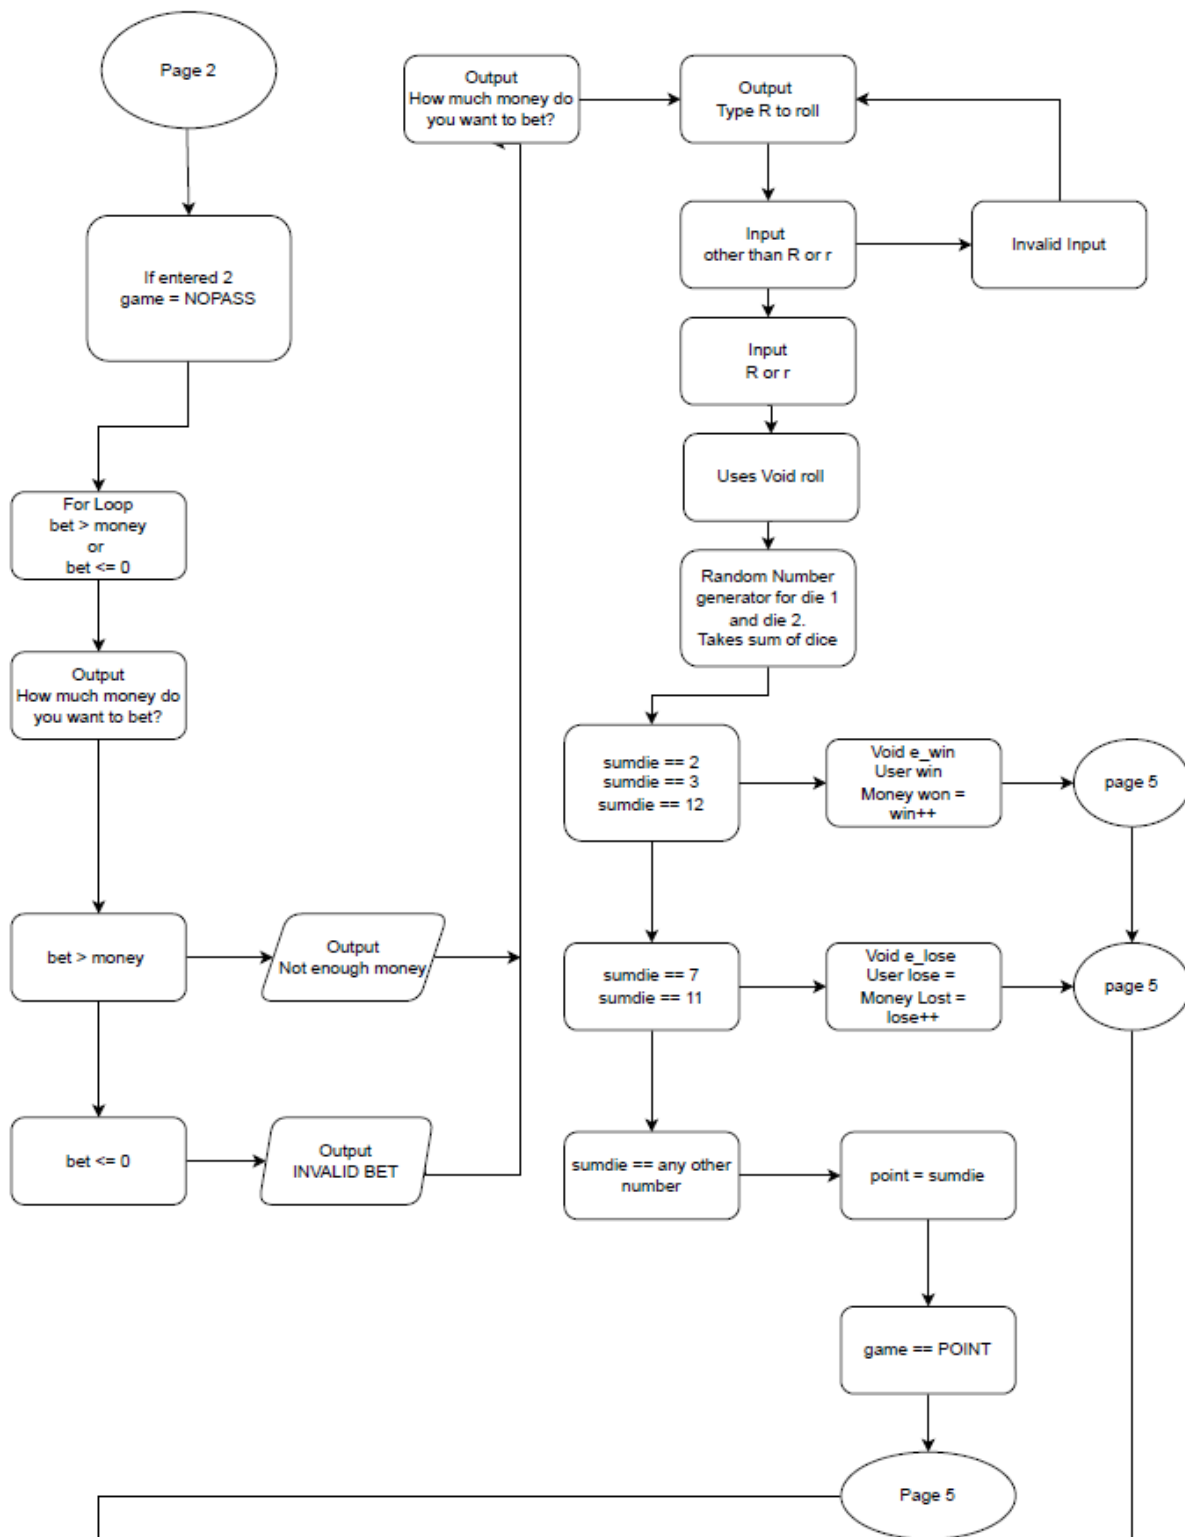 Page 2
If entered 2
game = NOPASS
For Loop
bet > money
or
bet <= 0
Output
How much money do
you want to bet?
bet > money
Output
Not enough money
bet <= 0
Output
INVALID BET
Output
How much money do
you want to bet?
Output
Type R to roll
Input
other than R or r
Invalid Input
Input
R or r
Uses Void roll
Random Number
generator for die 1
and die 2.
Takes sum of dice
sumdie == 2
sumdie == 3
sumdie == 12
Void e_win
User win
Money won =
win++
page 5
sumdie == 7
sumdie == 11
Void e_lose
User lose =
Money Lost =
lose++
page 5
sumdie == any other
number
point = sumdie
game == POINT
Page 5